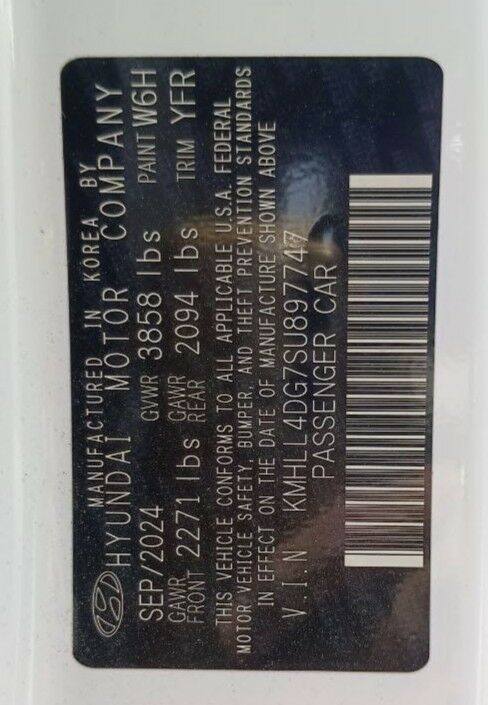 MANUFACTURED IN KOREA BY
HYUNDAI MOTOR COMPANY
SEP/2024 GVWR 3858 lbs PAINT W6H
GAWR FRONT 2271 lbs GAWR REAR 2094 lbs TRIM YFR
THIS VEHICLE CONFORMS TO ALL APPLICABLE U.S.A. FEDERAL
MOTOR VEHICLE SAFETY, BUMPER, AND THEFT PREVENTION STANDARDS
IN EFFECT ON THE DATE OF MANUFACTURE SHOWN ABOVE
V.I.N KMHLL4DG7SU897747
PASSENGER CAR